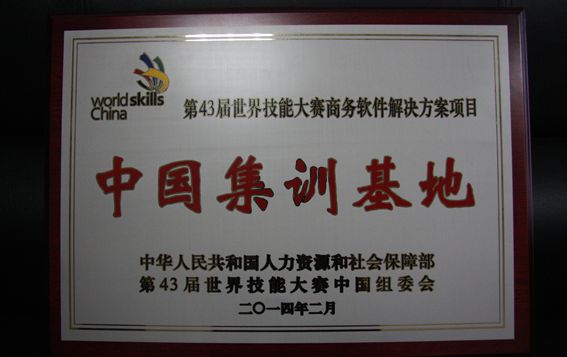 worldskills
China
第43届世界技能大赛商务软件解决方案项目
中国集训基地
中华人民共和国人力资源和社会保障部
第43届世界技能大赛中国组委会
二〇一四年二月